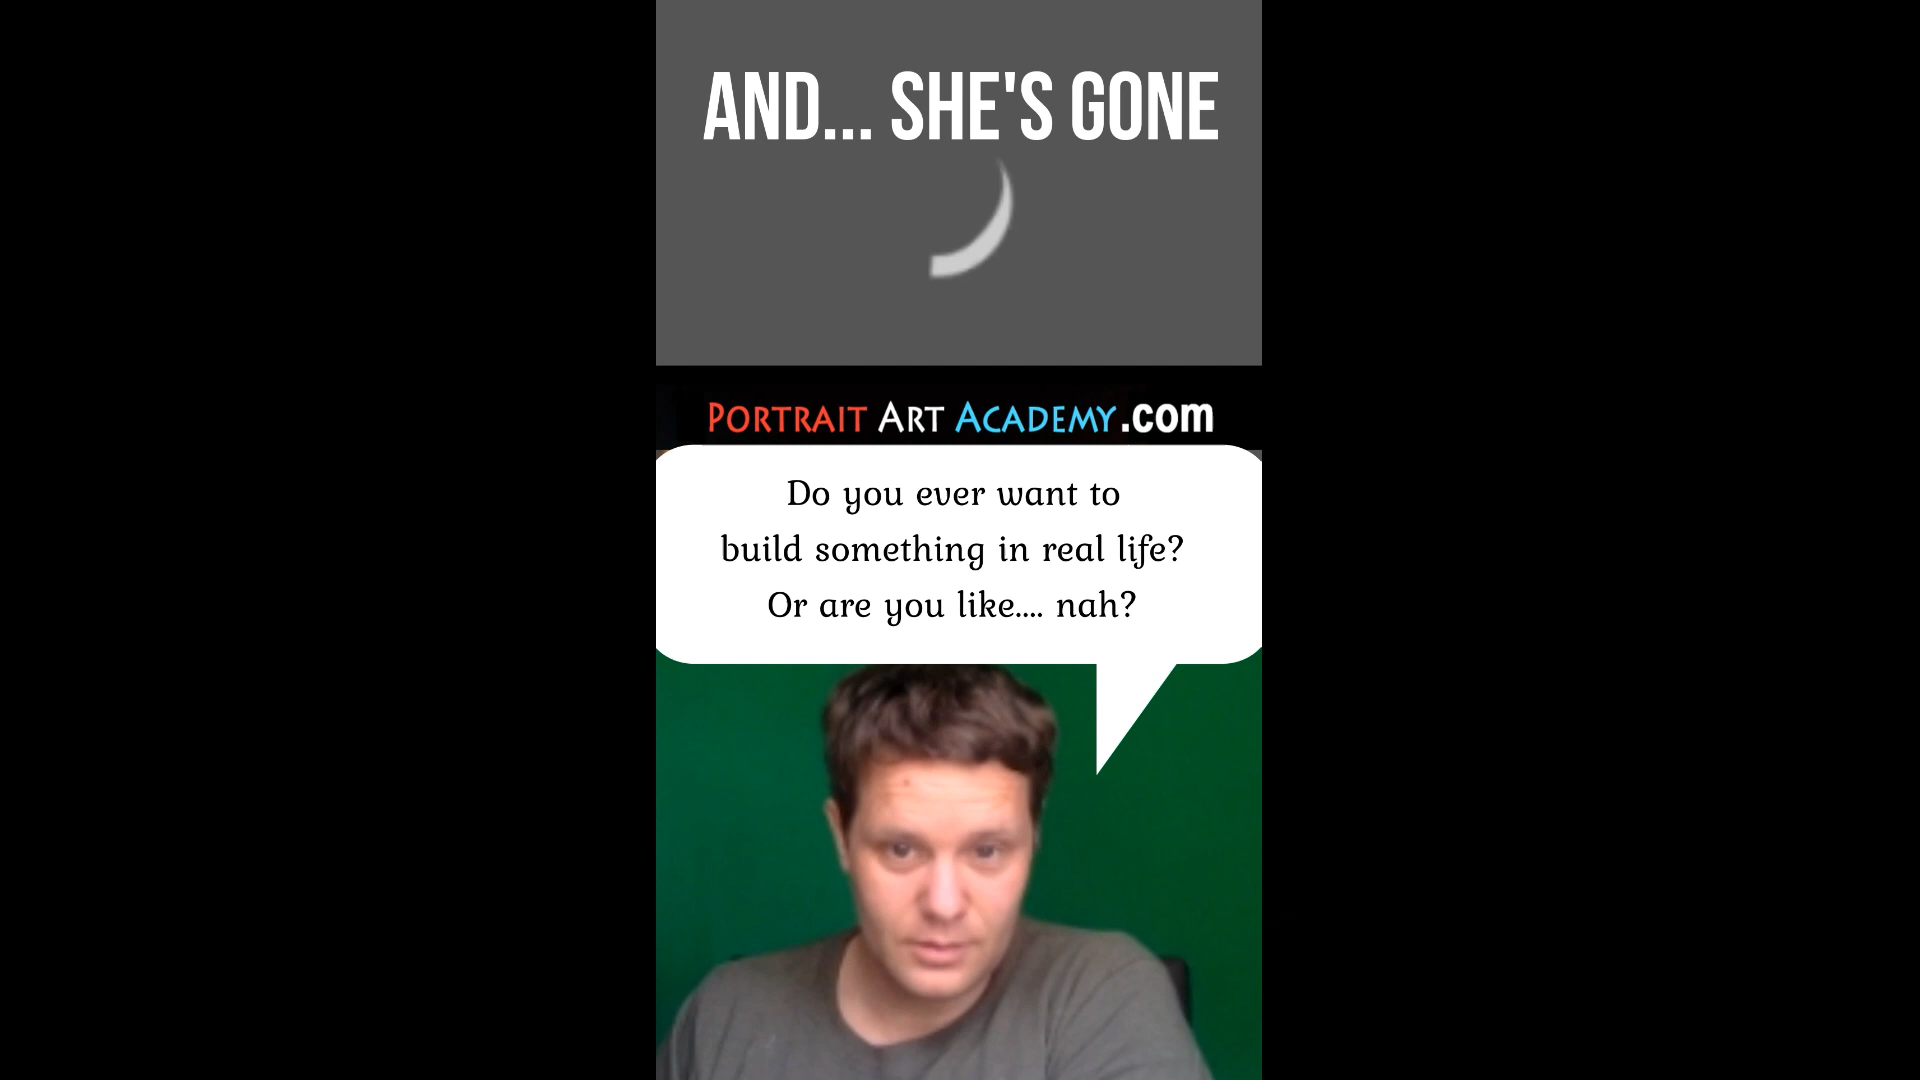 AND... SHE'S GONE
PORTRAIT ART ACADEMY.com
Do you ever want to
build something in real life?
Or are you like.... nah?